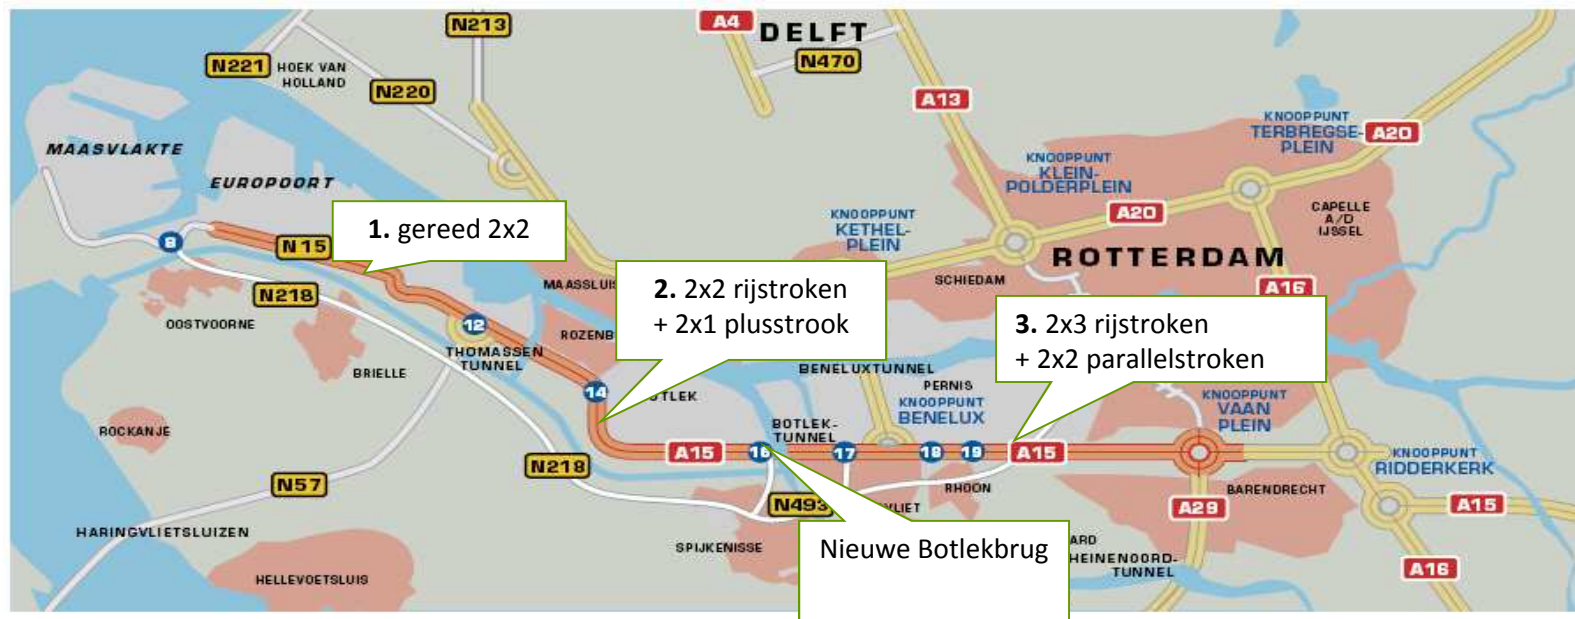 N213
A4
DELFT
N221
HOEK VAN
HOLLAND
N470
N220
A13
KNOOPPUNT
TERBREGSE-
PLEIN
A20
MAASVLAKTE
KNOOPPUNT
KLEIN-
POLDERPLEIN
EUROPOORT
A20
CAPELLE
A/D
IJSSEL
KNOOPPUNT
KETHEL-
PLEIN
1. gereed 2x2
8
N15
ROTTERDAM
MAASSLUIS
SCHIEDAM
A16
N218
2. 2x2 rijstroken
+ 2x1 plusstrook
3. 2x3 rijstroken
+ 2x2 parallelstroken
OOSTVOORNE
12
ROZENB
THOMASSEN
TUNNEL
BRIELLE
BENELUXTUNNEL
PERNIS
KNOOPPUNT
BENELUX
14
OTLEK
KNOOPPUNT
VAAN
PLEIN
BOTLEK-
TUNNEL
ROCKANJE
A15
16
17
18
19
A15
KNOOPPUNT
RIDDERKERK
N218
N57
RHOON
BARENDRECHT
N493
VLIET
A29
A15
HARINGVLIETSLUIZEN
SPIJKENISSE
Nieuwe Botlekbrug
ARD
HEINENOORD-
TUNNEL
A16
HELLEVOETSLUIS